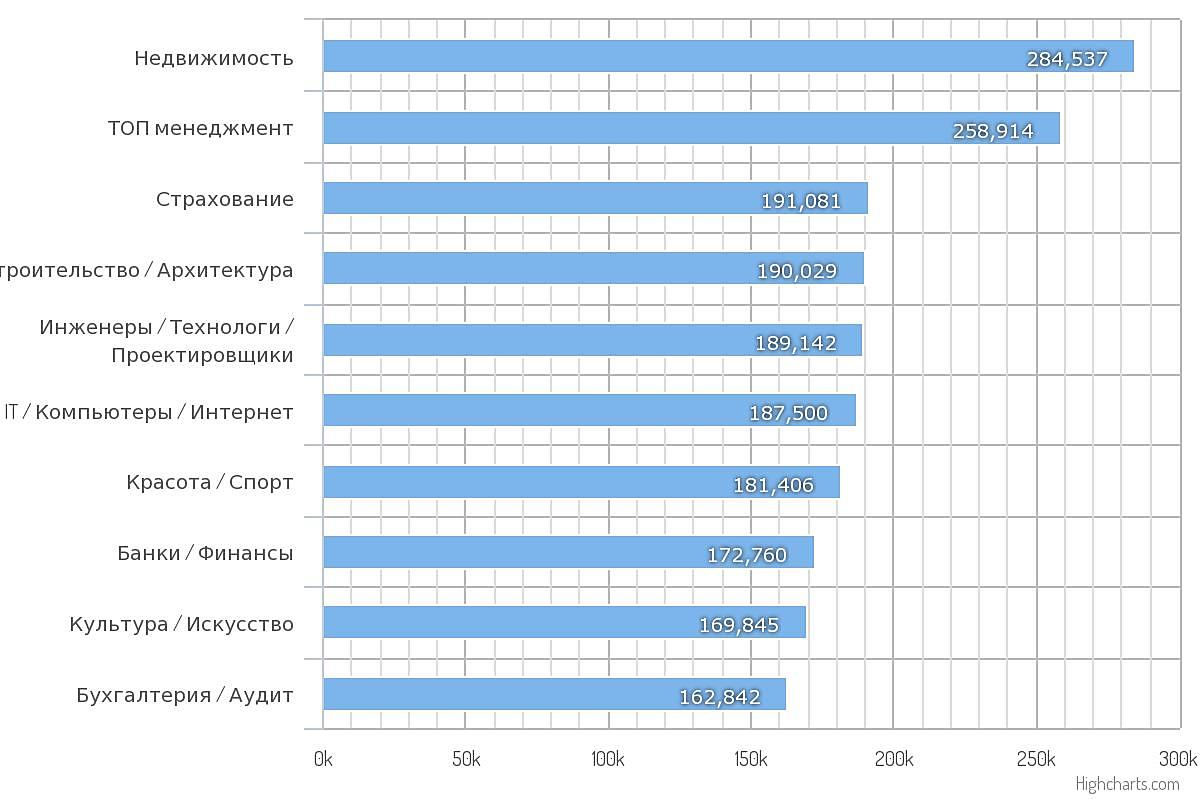 Недвижимость
284,537
ТОП менеджмент
258,914
Страхование
191,081
троительство / Архитектура
190,029
Инженеры / Технологи /
Проектировщики
189,142
IT / Компьютеры / Интернет
187,500
Красота / Спорт
181,406
Банки / Финансы
172,760
Культура / Искусство
169,845
Бухгалтерия / Аудит
162,842
0k 50k 100k 150k 200k 250k 300k
Highcharts.com